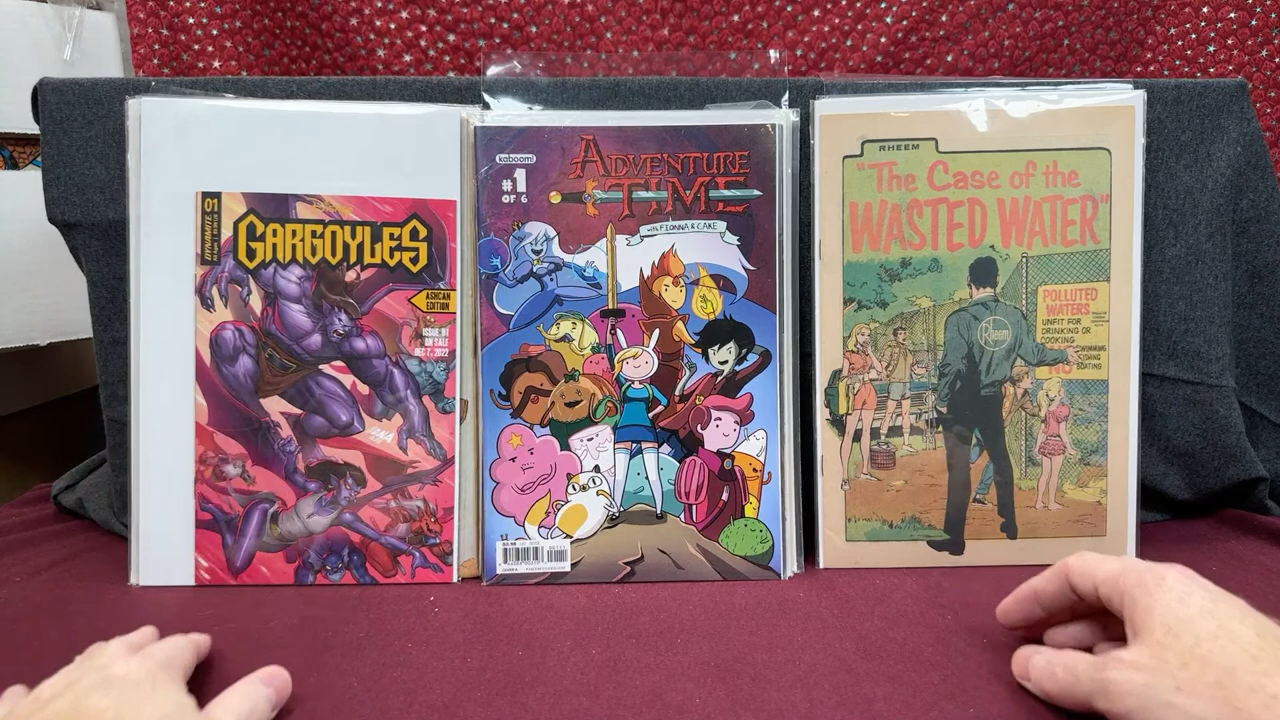 01
DYNAMITE
GARGOYLES
ASHCAN
EDITION
ISSUE #1
ON SALE
DEC 7, 2022
kaboom!
#1
OF 6
ADVENTURE
TIME
with FIONNA & CAKE
RHEEM
"The Case of the
WASTED WATER"
Rheem
POLLUTED
WATERS
UNFIT FOR
DRINKING OR
COOKING
NO
SWIMMING
FISHING
BOATING